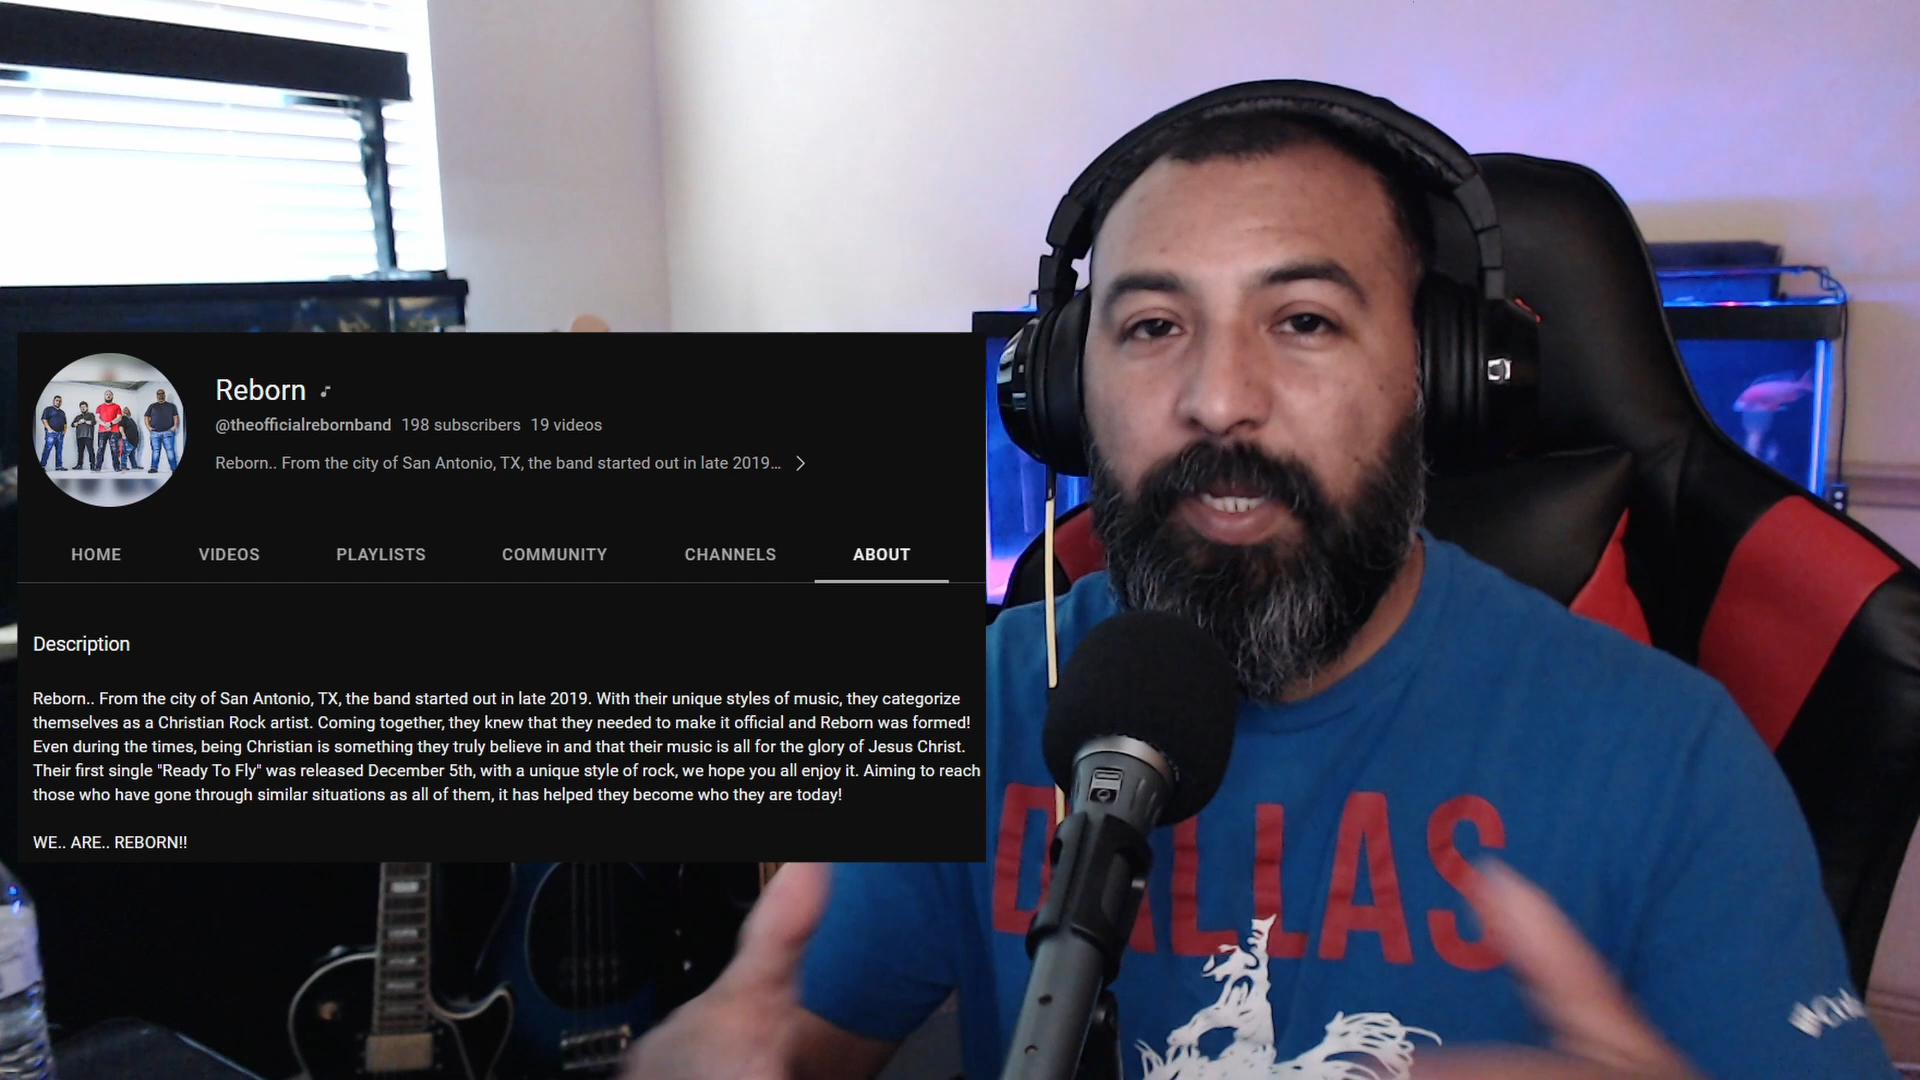 Reborn
@theofficialrebornband 198 subscribers 19 videos
Reborn.. From the city of San Antonio, TX, the band started out in late 2019...
HOME VIDEOS PLAYLISTS COMMUNITY CHANNELS ABOUT
Description
Reborn.. From the city of San Antonio, TX, the band started out in late 2019. With their unique styles of music, they categorize
themselves as a Christian Rock artist. Coming together, they knew that they needed to make it official and Reborn was formed!
Even during the times, being Christian is something they truly believe in and that their music is all for the glory of Jesus Christ.
Their first single "Ready To Fly" was released December 5th, with a unique style of rock, we hope you all enjoy it. Aiming to reach
those who have gone through similar situations as all of them, it has helped they become who they are today!
WE.. ARE.. REBORN!!
DALLAS